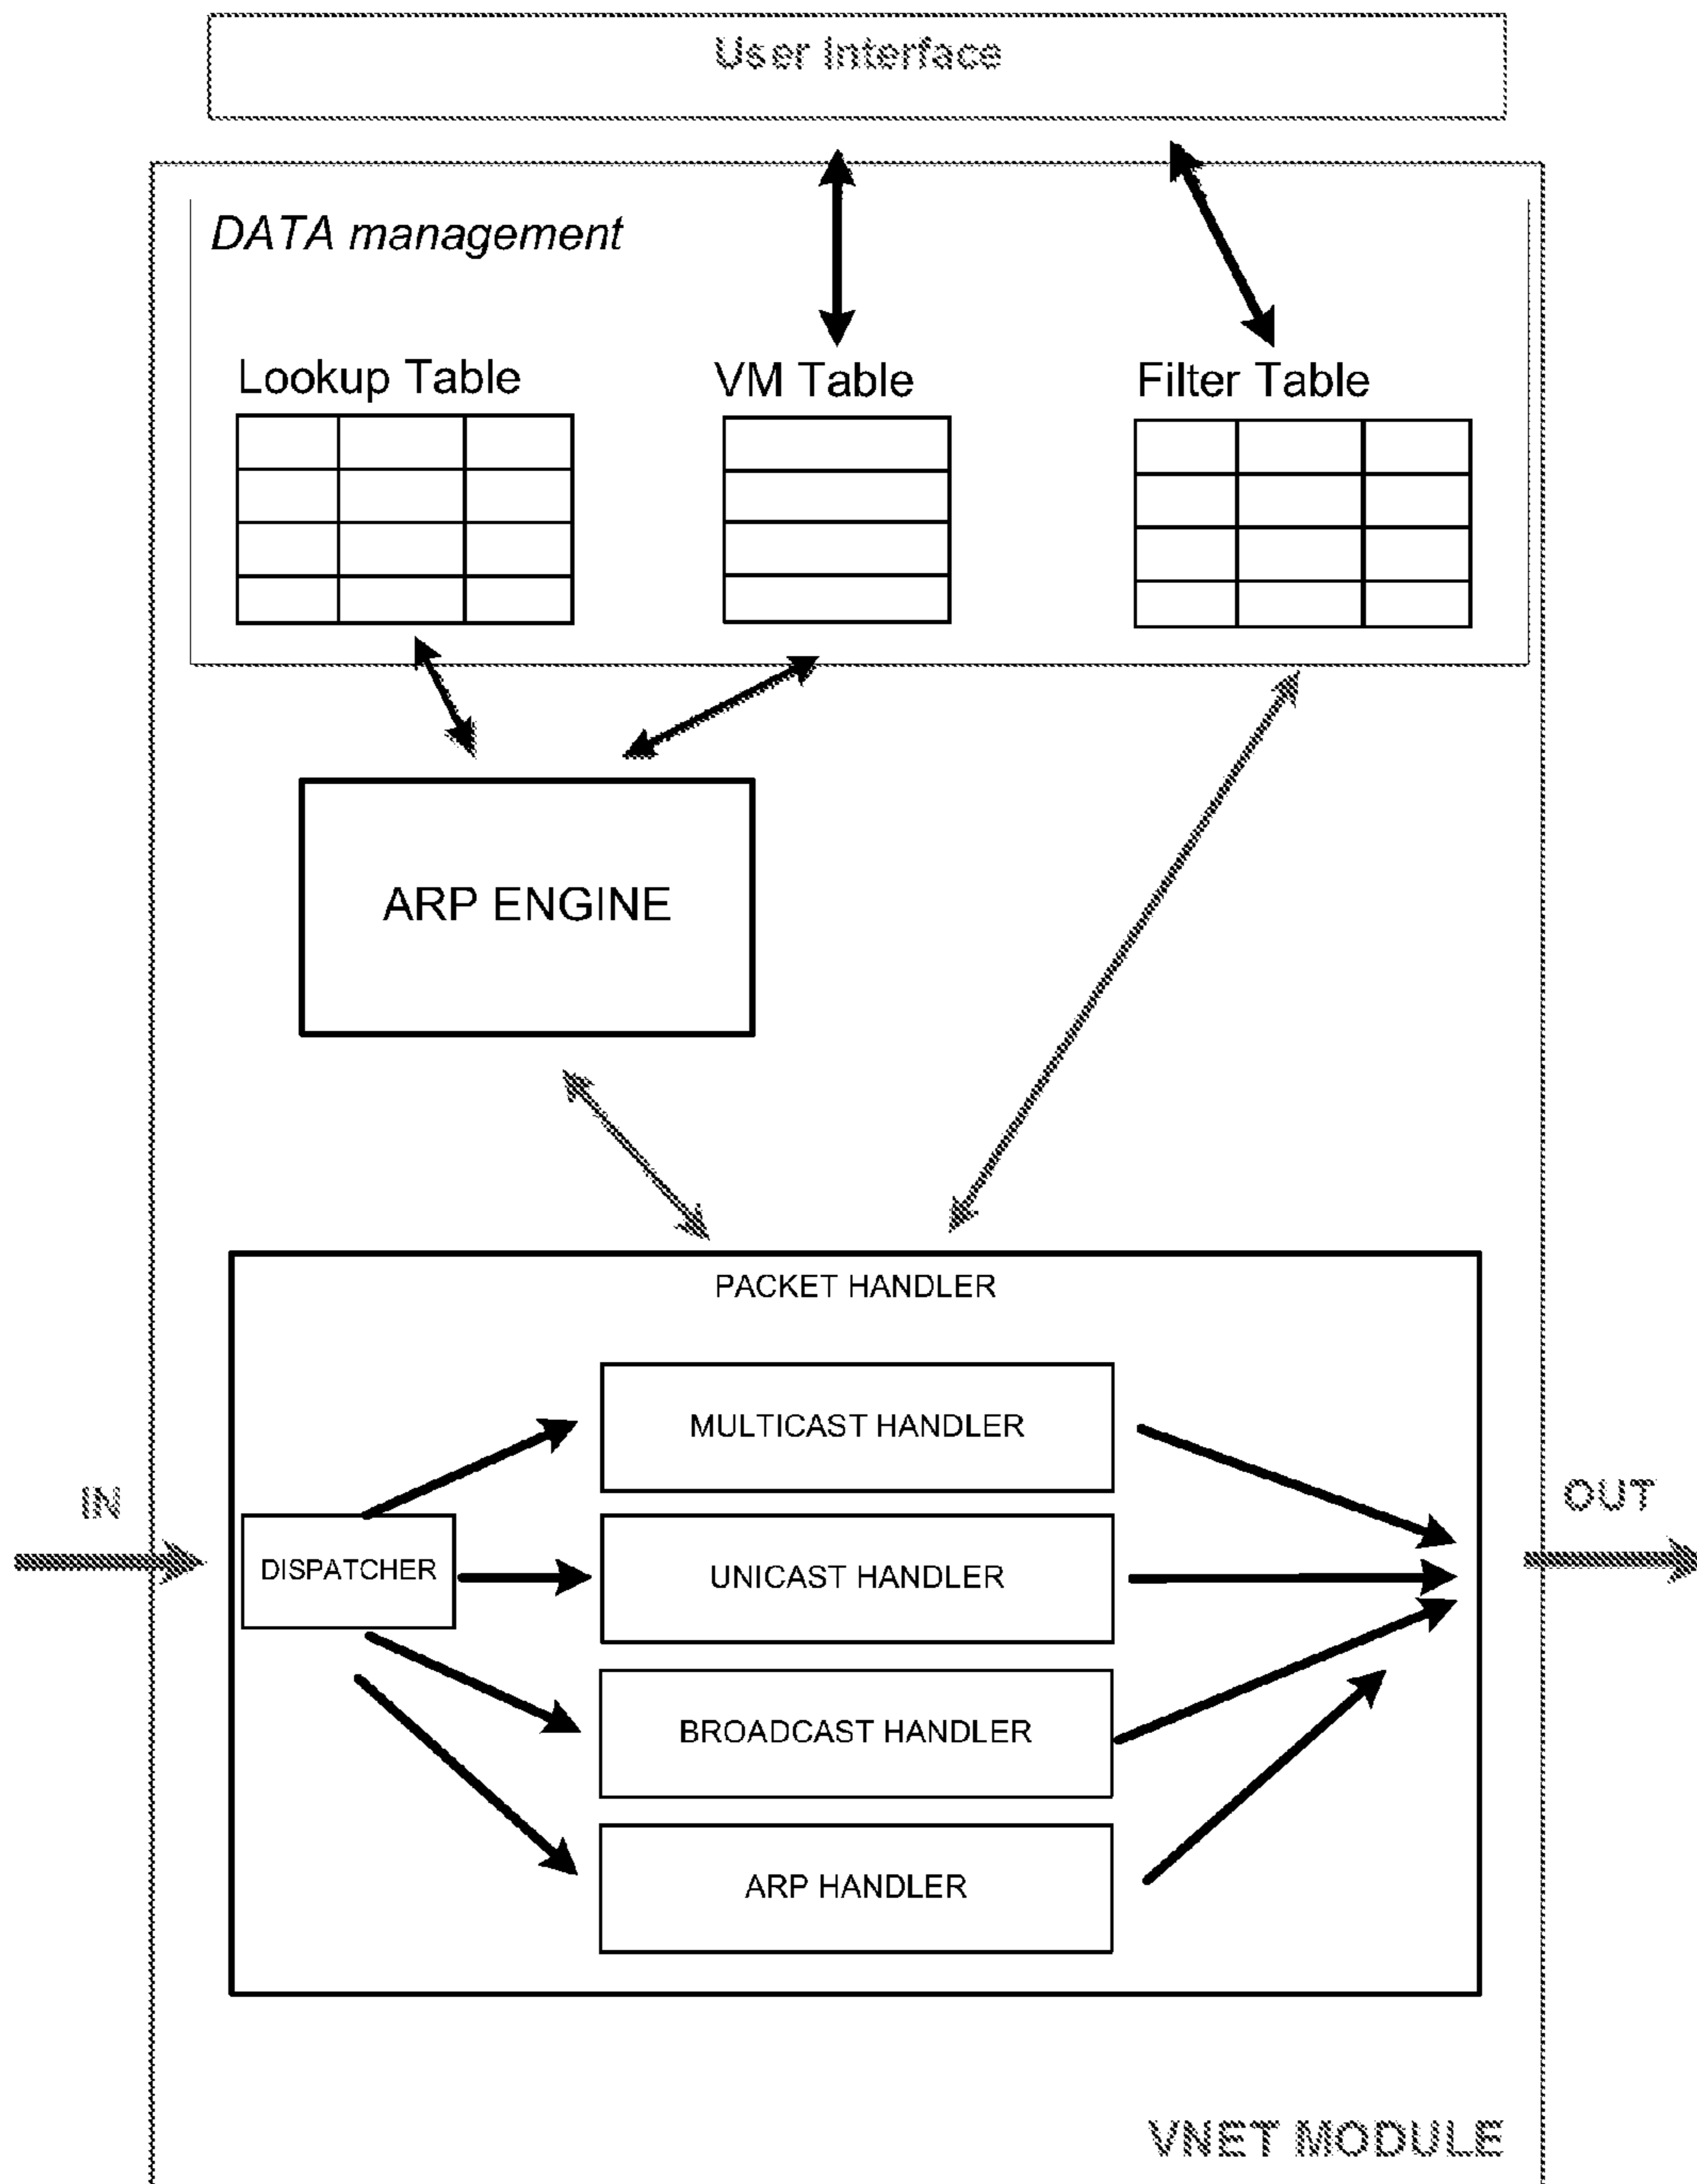 User Interface
DATA management
Lookup Table
VM Table
Filter Table
ARP ENGINE
PACKET HANDLER
MULTICAST HANDLER
IN
OUT
DISPATCHER
UNICAST HANDLER
BROADCAST HANDLER
ARP HANDLER
VNET MODULE